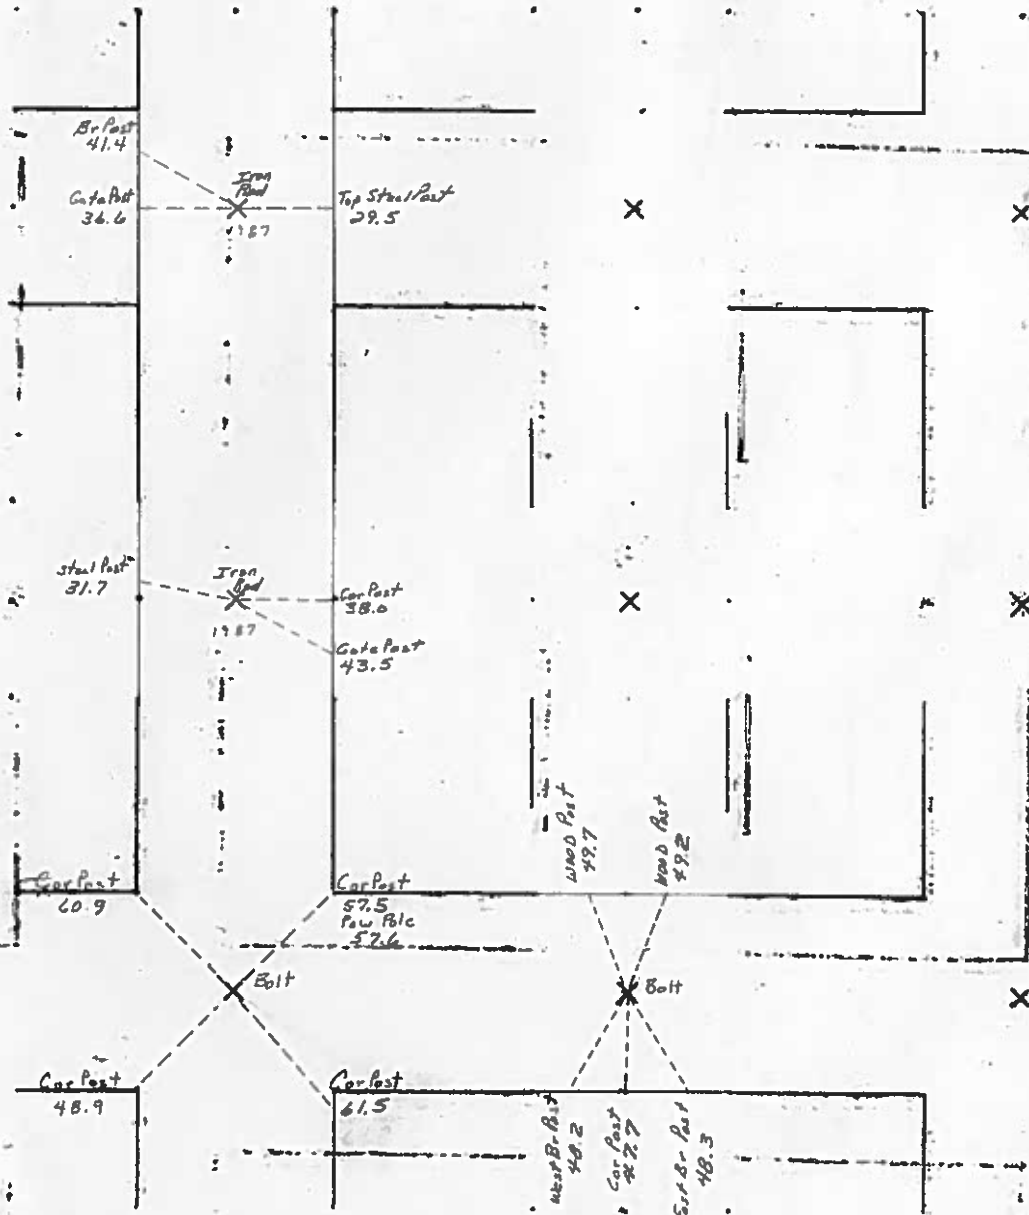 Br Post
41.4
Gate Post
36.6
Iron
Rod
1987
Top Steel Post
29.5
Steel Post
31.7
Iron
Rod
1987
Cor Post
38.0
Gate Post
43.5
Wood Post
49.7
Wood Post
49.2
Cor Post
60.9
Cor Post
57.5
Pow Pole
57.6
Bolt
Bolt
Cor Post
48.9
Cor Post
61.5
West Br Post
48.2
Cor Post
47.7
East Br Post
48.3